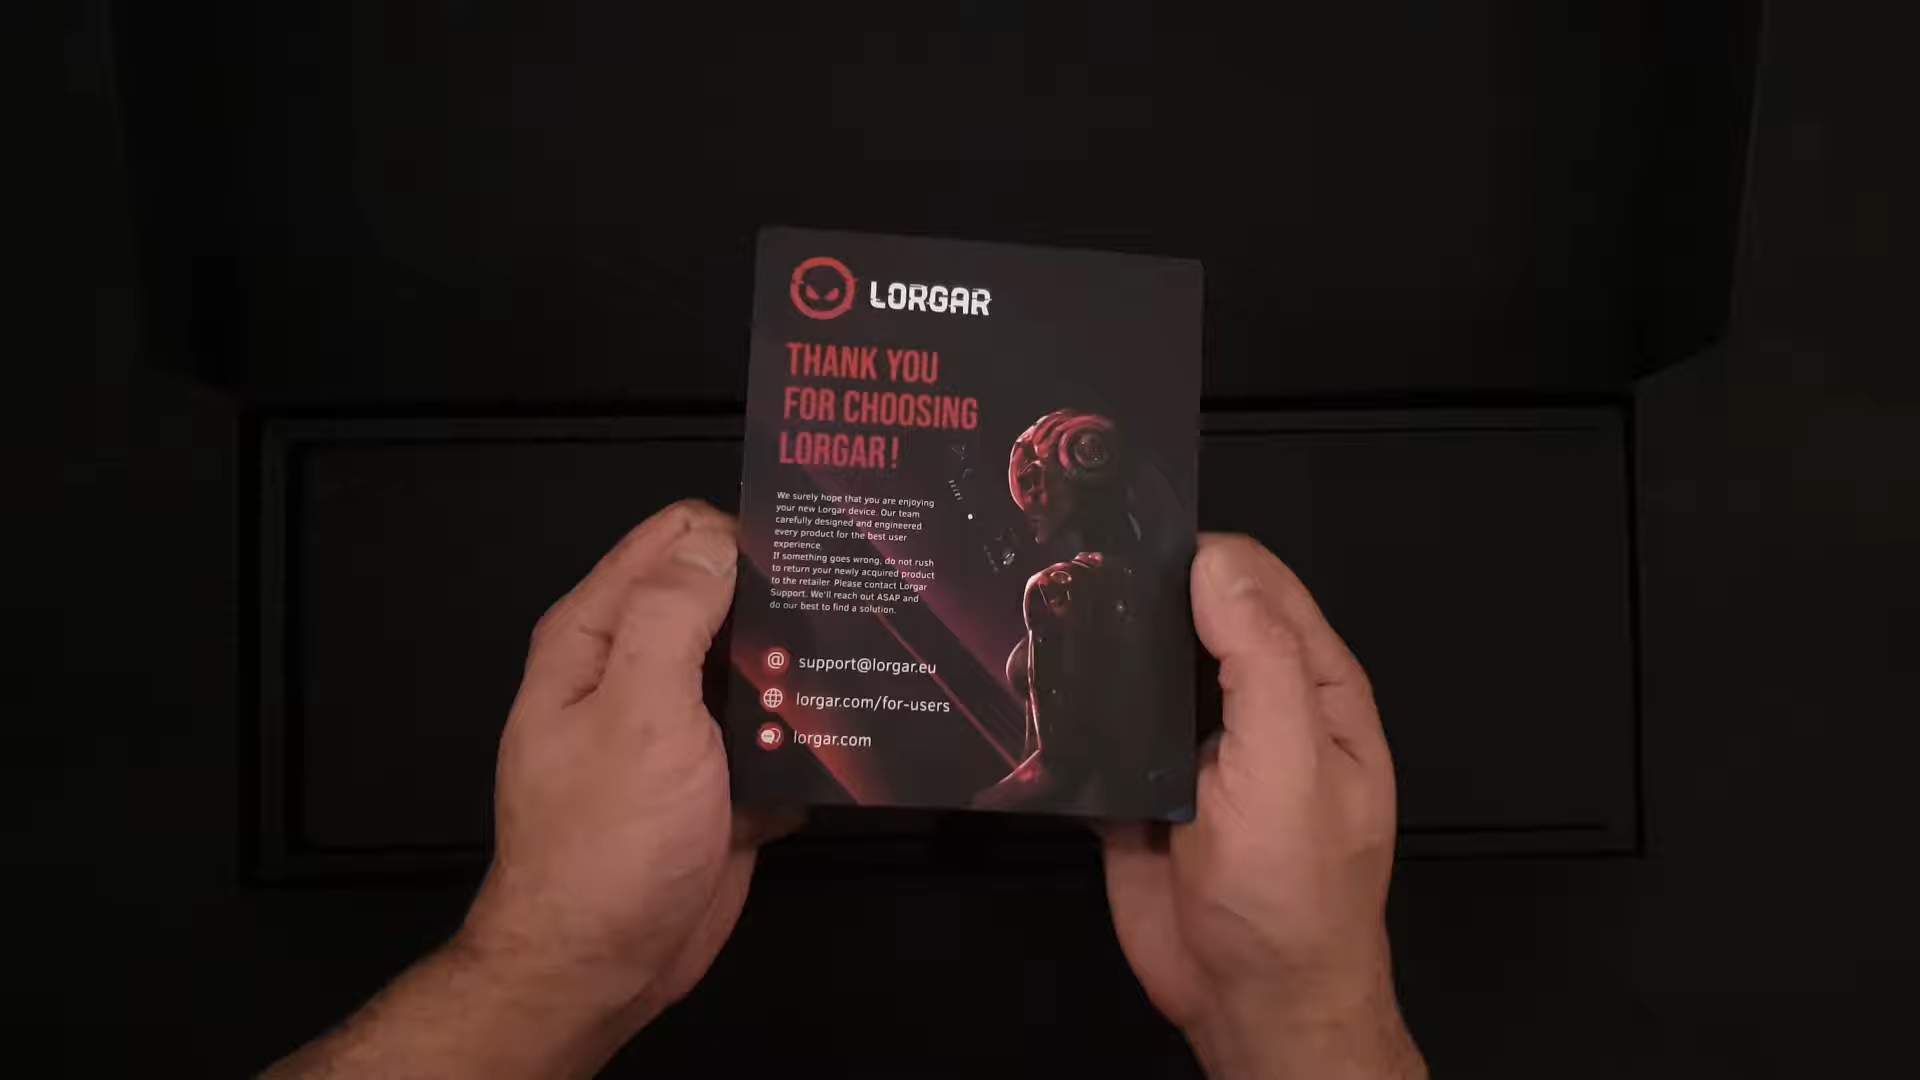 LORGAR
THANK YOU
FOR CHOOSING
LORGAR!
We surely hope that you are enjoying
your new Lorgar device. Our team
carefully designed and engineered
every product for the best user
experience.
If something goes wrong, do not rush
to return your newly acquired product
to the retailer. Please contact Lorgar
Support. We'll reach out ASAP and
do our best to find a solution.
@ support@lorgar.eu
lorgar.com/for-users
lorgar.com